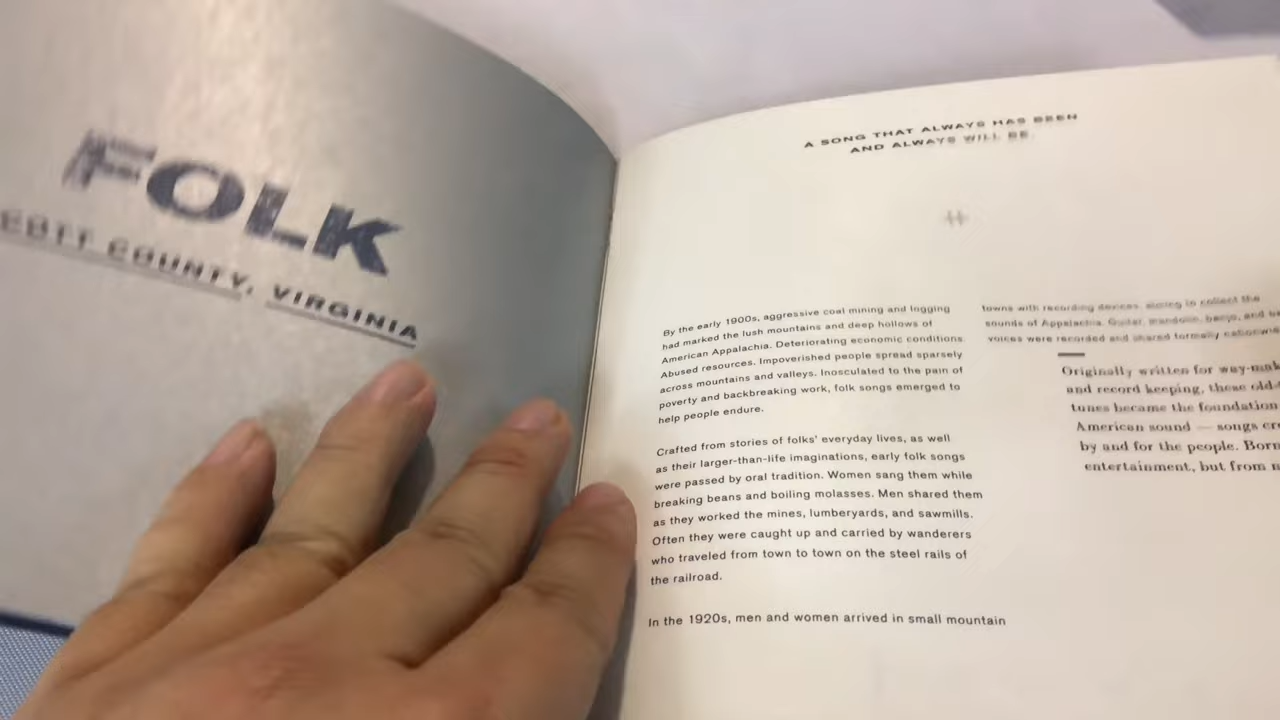 FOLK
COUNTY, VIRGINIA
A SONG THAT ALWAYS HAS BEEN
AND ALWAYS WILL BE
By the early 1900s, aggressive coal mining and logging
had marked the lush mountains and deep hollows of
American Appalachia. Deteriorating economic conditions
Abused resources. Impoverished people spread sparsely
across mountains and valleys. Inosculated to the pain of
poverty and backbreaking work, folk songs emerged to
help people endure.
Crafted from stories of folks' everyday lives, as well
as their larger-than-life imaginations, early folk songs
were passed by oral tradition. Women sang them while
breaking beans and boiling molasses. Men shared them
as they worked the mines, lumberyards, and sawmills.
Often they were caught up and carried by wanderers
who traveled from town to town on the steel rails of
the railroad.
In the 1920s, men and women arrived in small mountain
towns with recording devices, aiming to collect the
sounds of Appalachia. Guitar, mandolin, banjo, and
voices were recorded and shared formally
Originally written for way-mak
and record keeping, these old-
tunes became the foundation
American sound — songs cre
by and for the people. Born
entertainment, but from